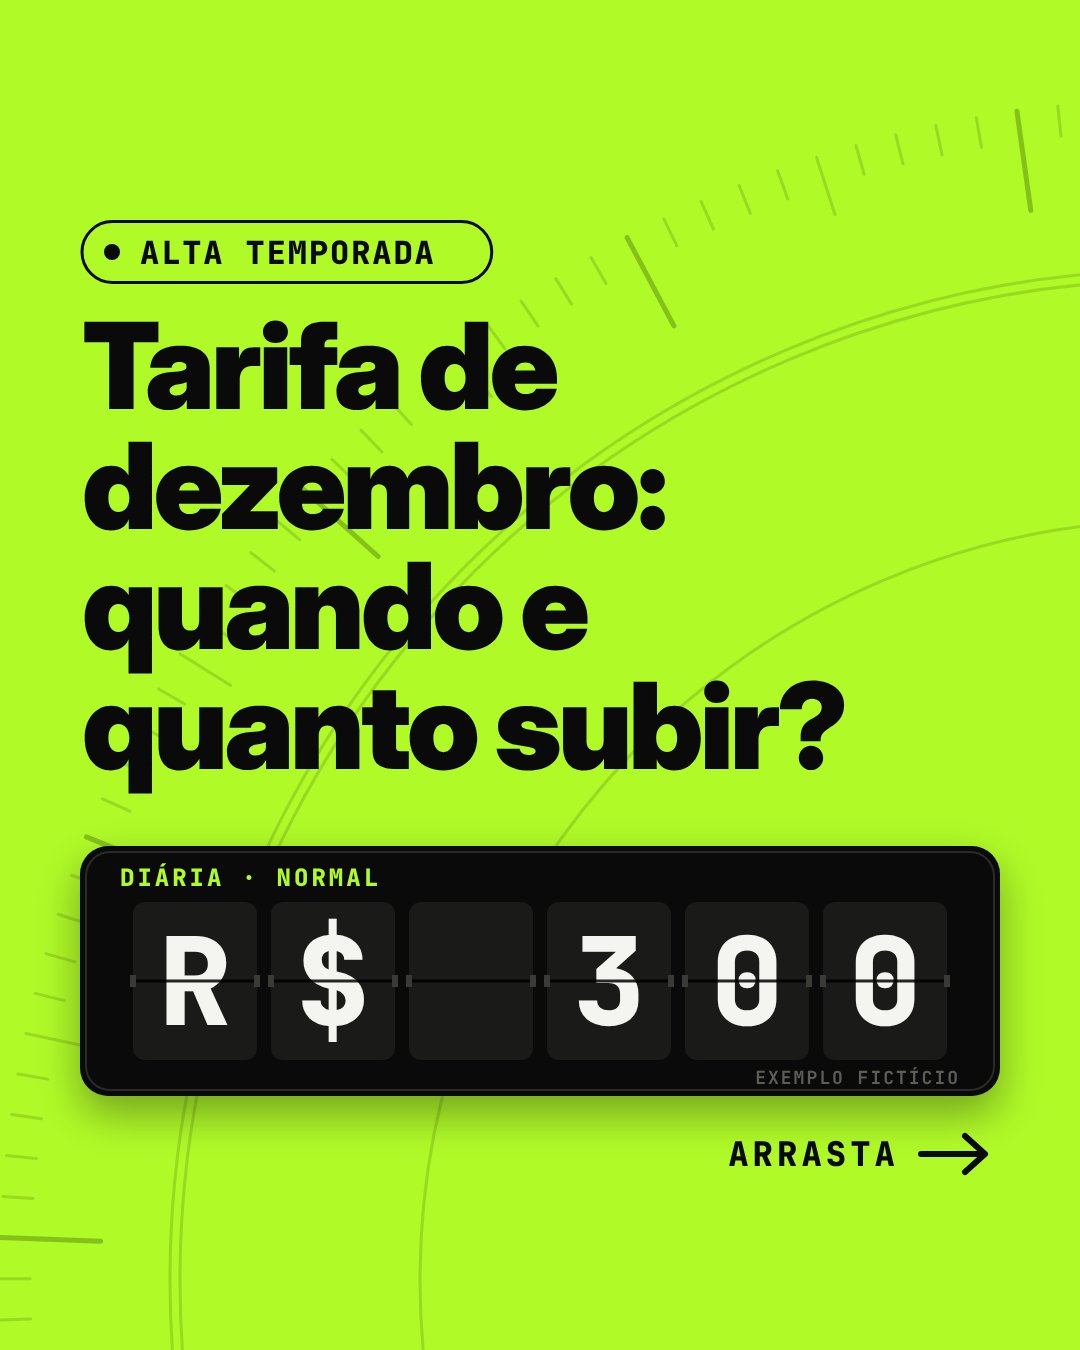 ALTA TEMPORADA
Tarifa de
dezembro:
quando e
quanto subir?
DIÁRIA · NORMAL
R$ 300
EXEMPLO FICTÍCIO
ARRASTA